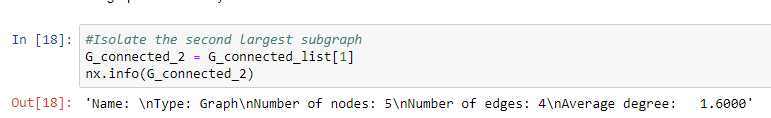 In [18]: #Isolate the second largest subgraph
G_connected_2 = G_connected_list[1]
nx.info(G_connected_2)
Out[18]: 'Name: \nType: Graph\nNumber of nodes: 5\nNumber of edges: 4\nAverage degree:   1.6000'